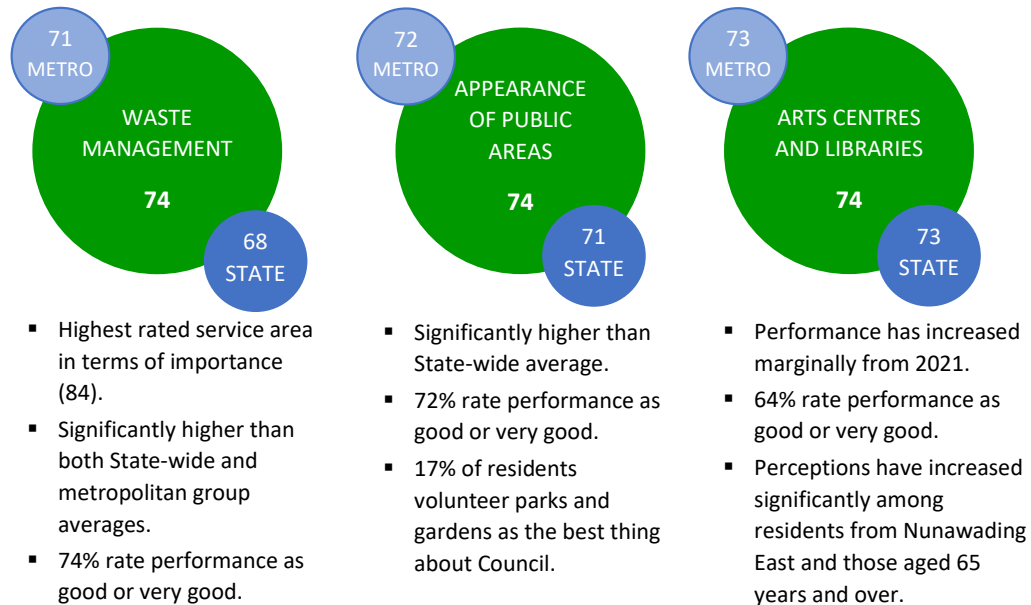 71
METRO
WASTE
MANAGEMENT
74
68
STATE
▪ Highest rated service area
in terms of importance
(84).
▪ Significantly higher than
both State-wide and
metropolitan group
averages.
▪ 74% rate performance as
good or very good.
72
METRO
APPEARANCE
OF PUBLIC
AREAS
74
71
STATE
▪ Significantly higher than
State-wide average.
▪ 72% rate performance as
good or very good.
▪ 17% of residents
volunteer parks and
gardens as the best thing
about Council.
73
METRO
ARTS CENTRES
AND LIBRARIES
74
73
STATE
▪ Performance has increased
marginally from 2021.
▪ 64% rate performance as
good or very good.
▪ Perceptions have increased
significantly among
residents from Nunawading
East and those aged 65
years and over.